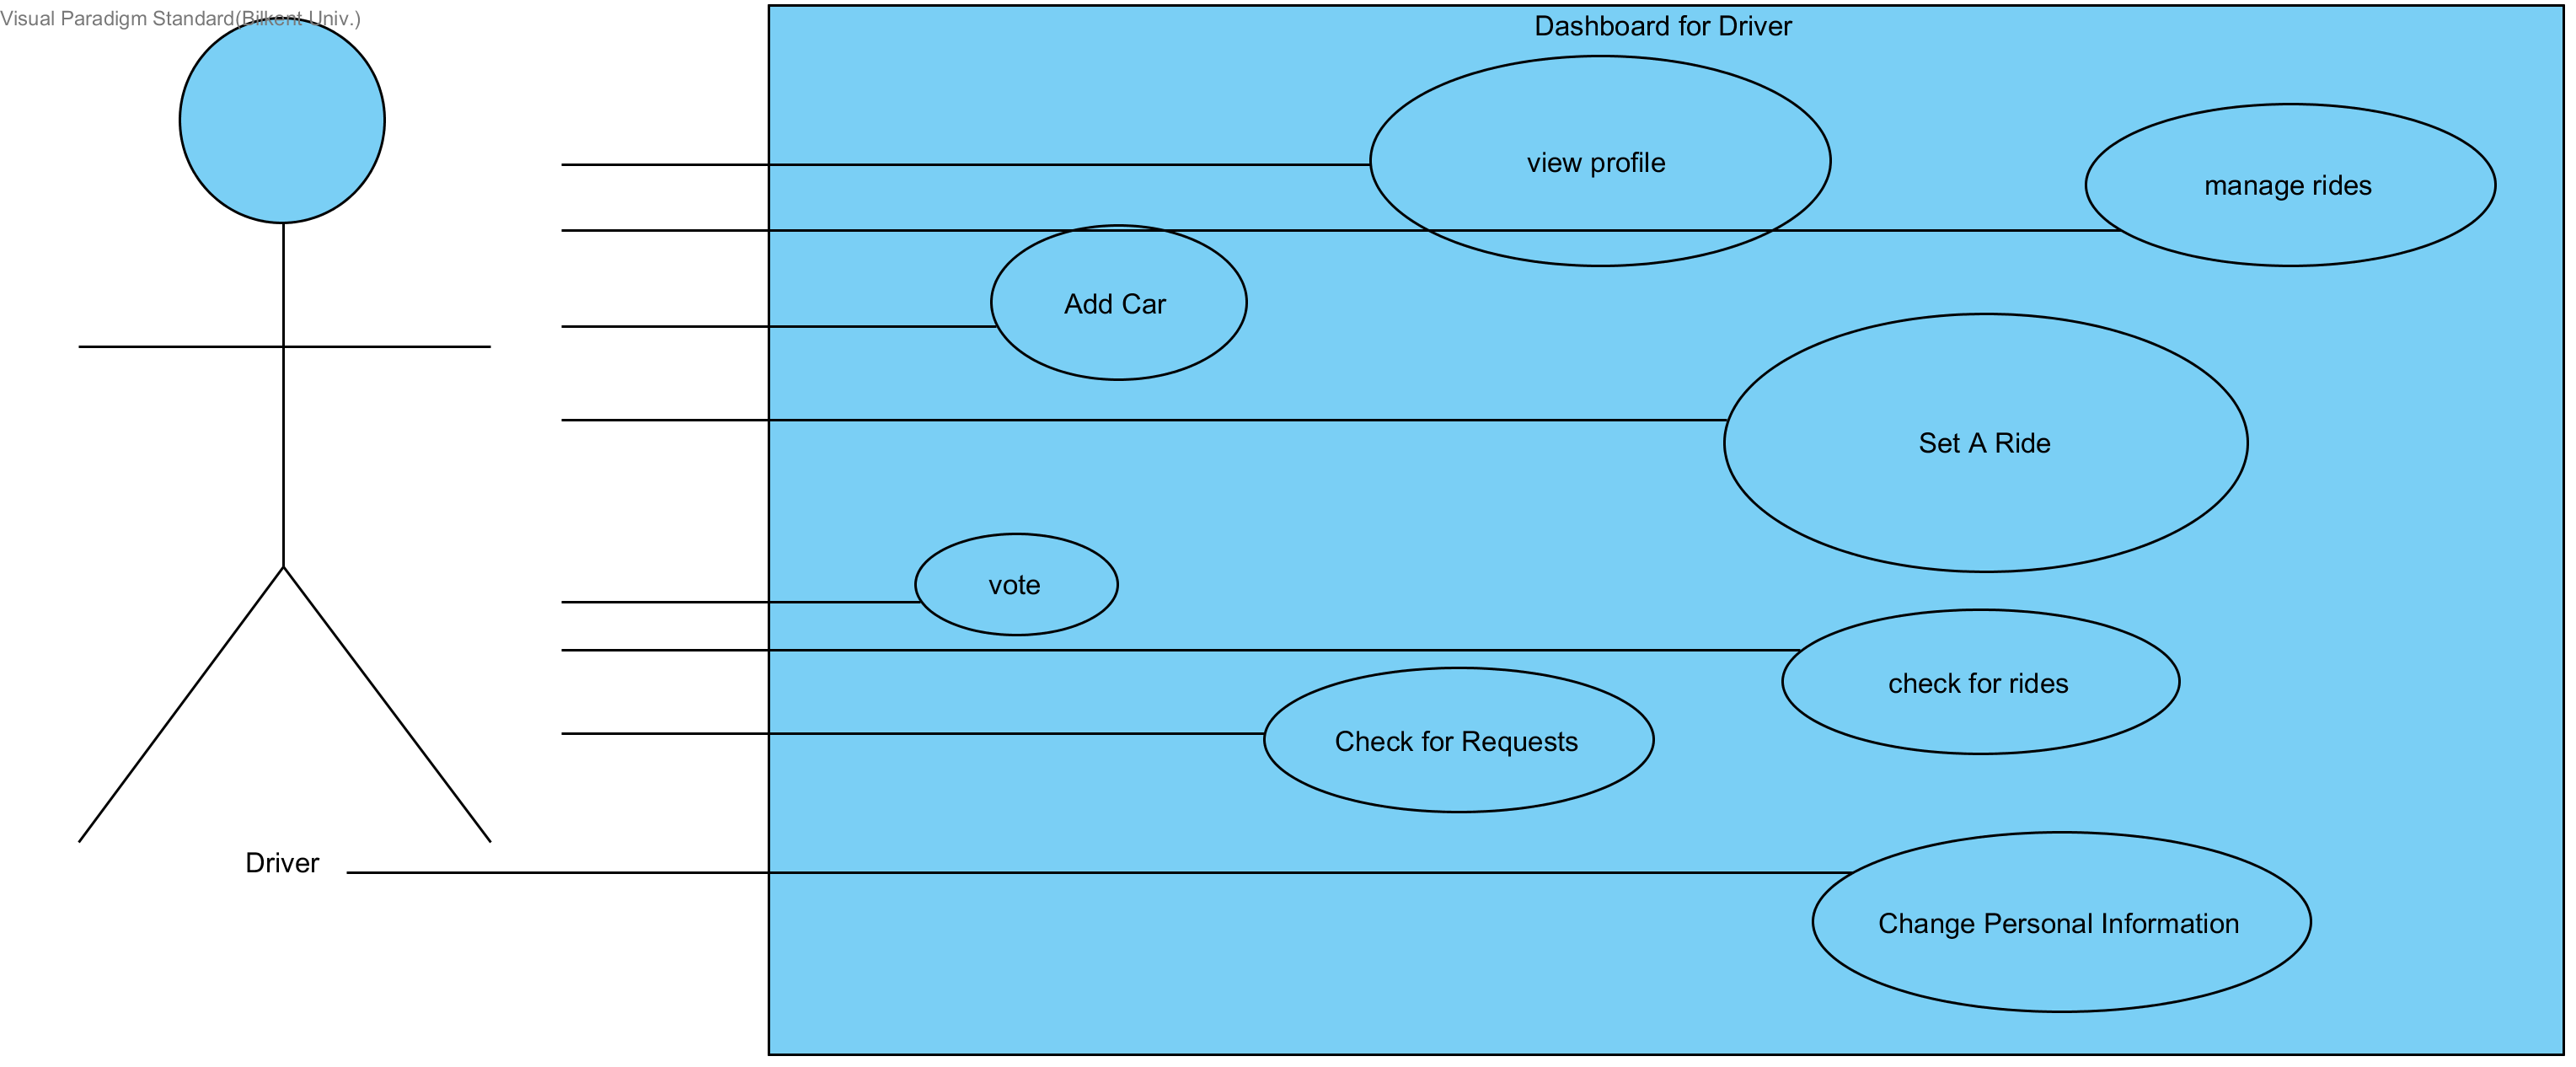 Visual Paradigm Standard(Bilkent Univ.)
Dashboard for Driver
view profile
manage rides
Add Car
Set A Ride
vote
check for rides
Check for Requests
Driver
Change Personal Information